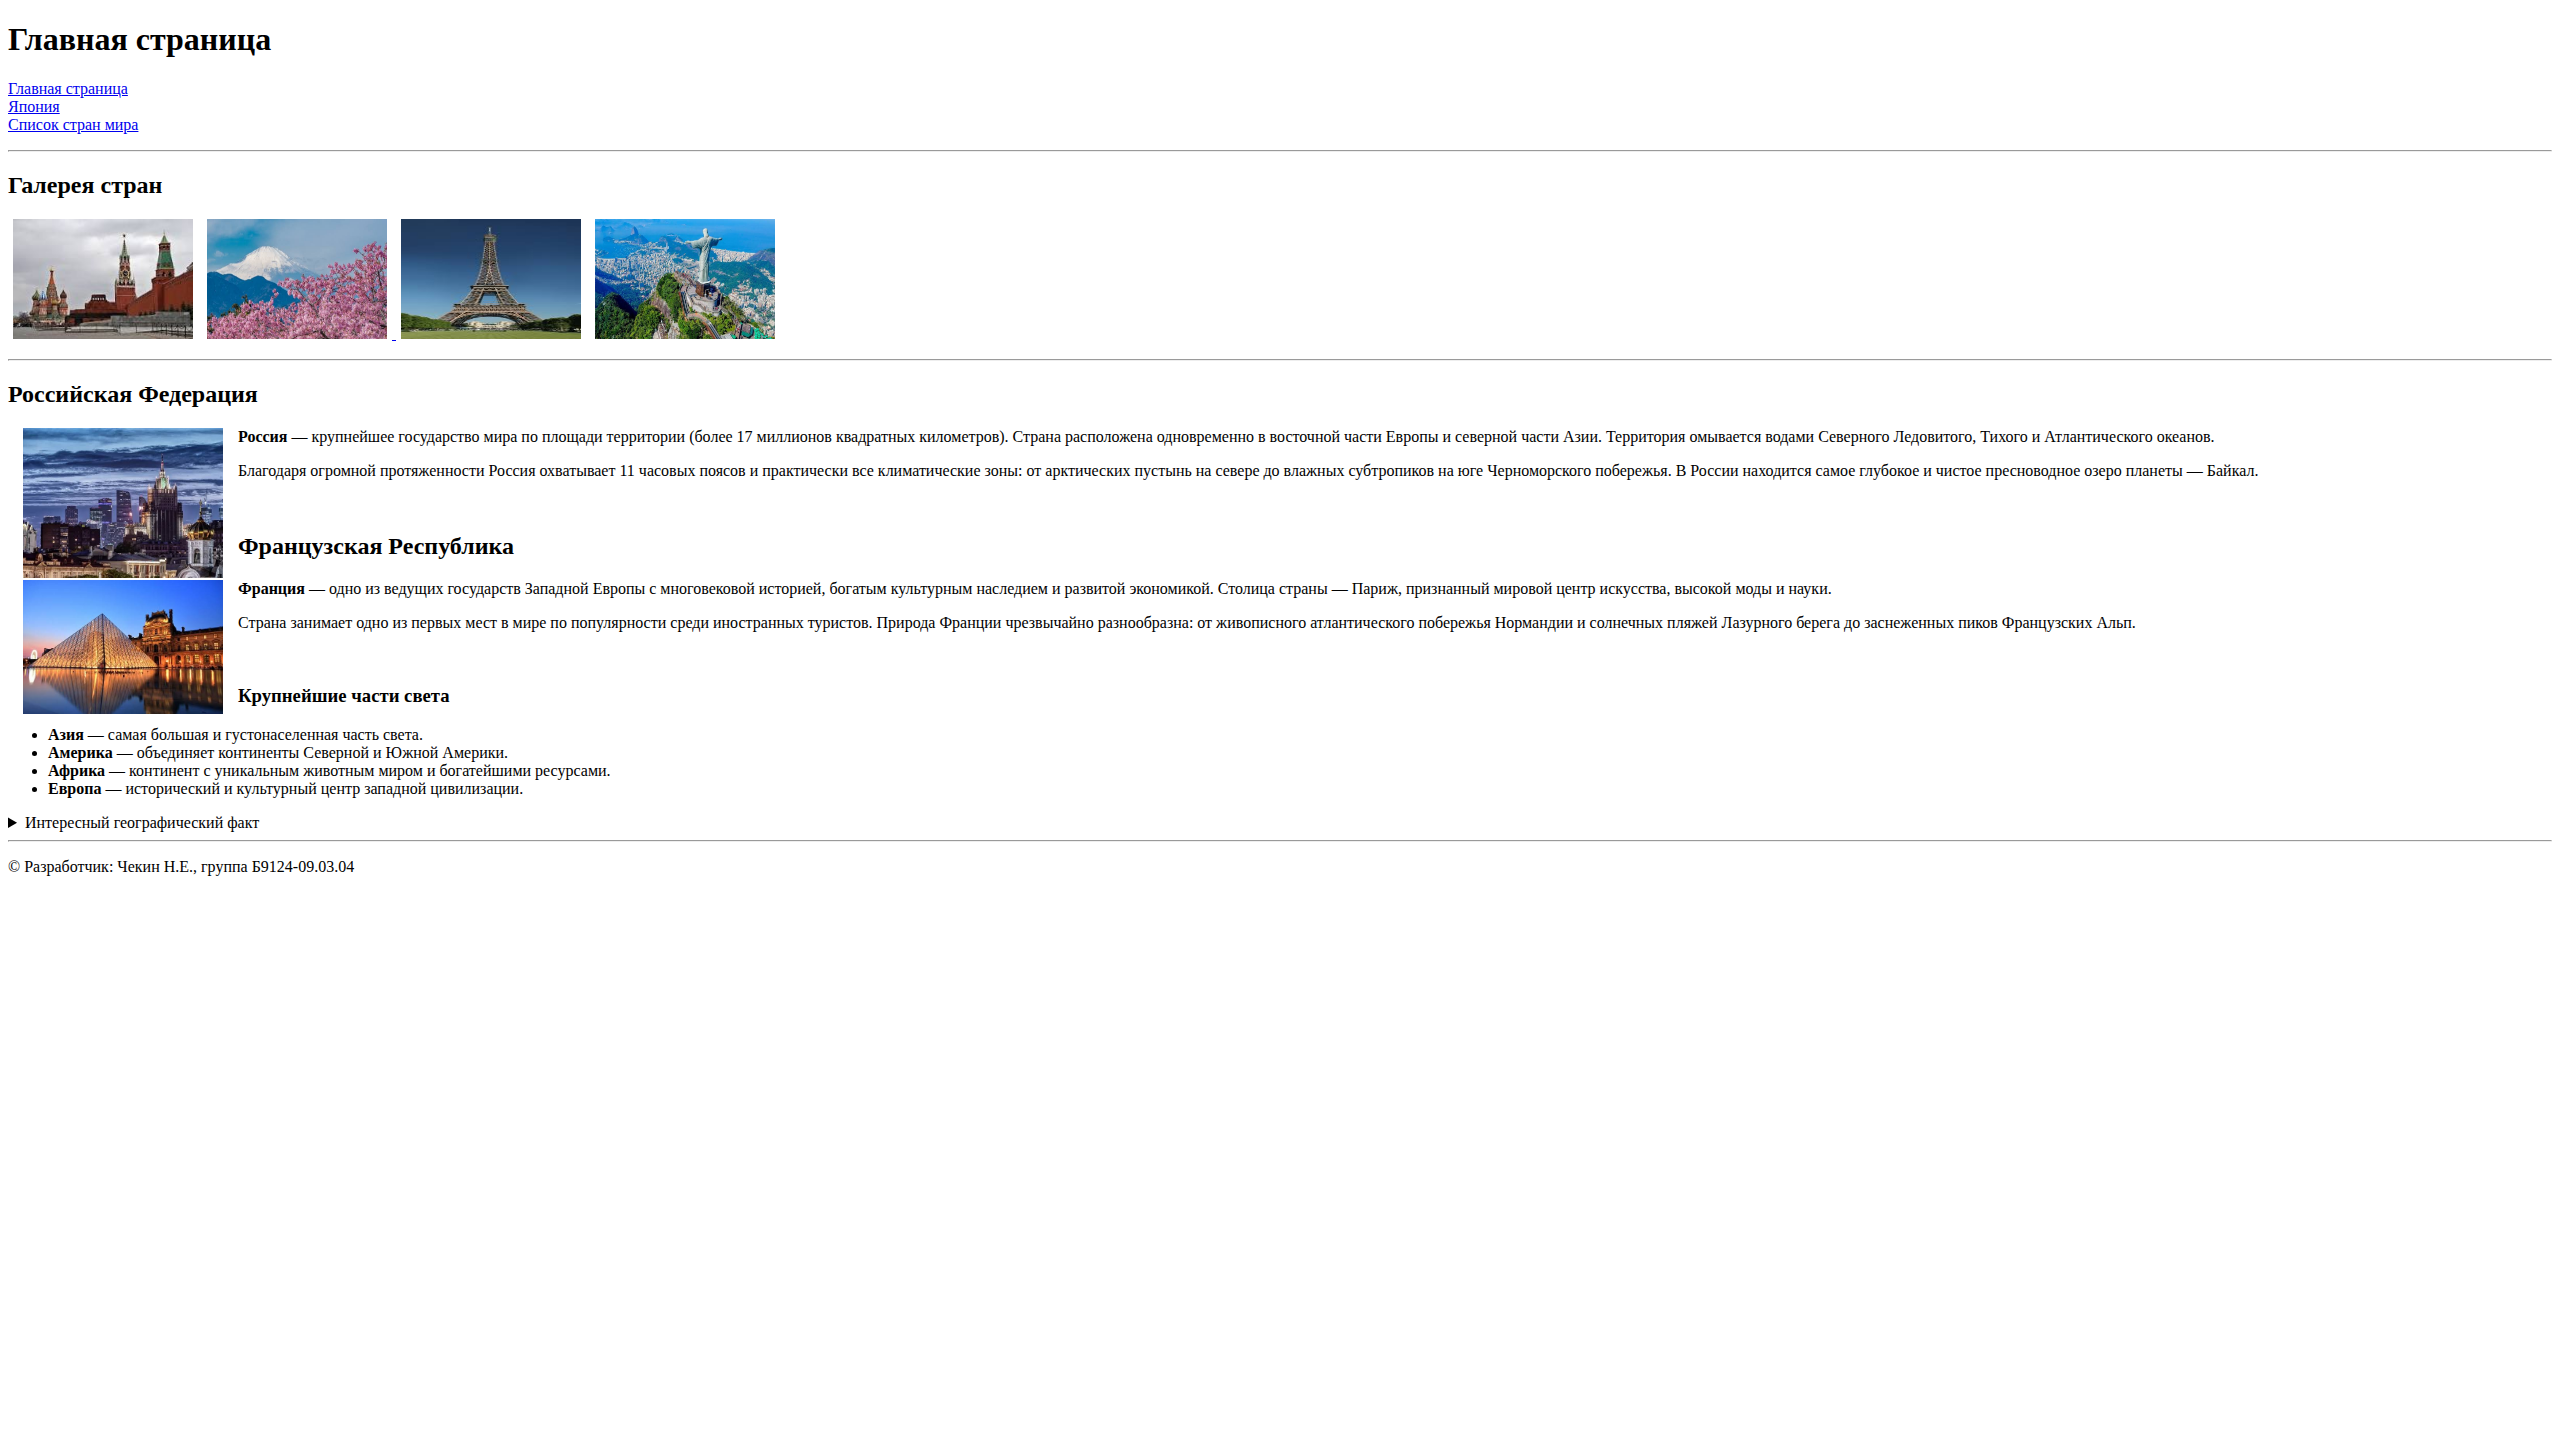 Главная страница
Главная страница
Япония
Список стран мира
Галерея стран
Российская Федерация
Россия — крупнейшее государство мира по площади территории (более 17 миллионов квадратных километров). Страна расположена одновременно в восточной части Европы и северной части Азии. Территория омывается водами Северного Ледовитого, Тихого и Атлантического океанов.
Благодаря огромной протяженности Россия охватывает 11 часовых поясов и практически все климатические зоны: от арктических пустынь на севере до влажных субтропиков на юге Черноморского побережья. В России находится самое глубокое и чистое пресноводное озеро планеты — Байкал.
Французская Республика
Франция — одно из ведущих государств Западной Европы с многовековой историей, богатым культурным наследием и развитой экономикой. Столица страны — Париж, признанный мировой центр искусства, высокой моды и науки.
Страна занимает одно из первых мест в мире по популярности среди иностранных туристов. Природа Франции чрезвычайно разнообразна: от живописного атлантического побережья Нормандии и солнечных пляжей Лазурного берега до заснеженных пиков Французских Альп.
Крупнейшие части света
• Азия — самая большая и густонаселенная часть света.
• Америка — объединяет континенты Северной и Южной Америки.
• Африка — континент с уникальным животным миром и богатейшими ресурсами.
• Европа — исторический и культурный центр западной цивилизации.
Интересный географический факт
© Разработчик: Чекин Н.Е., группа Б9124-09.03.04